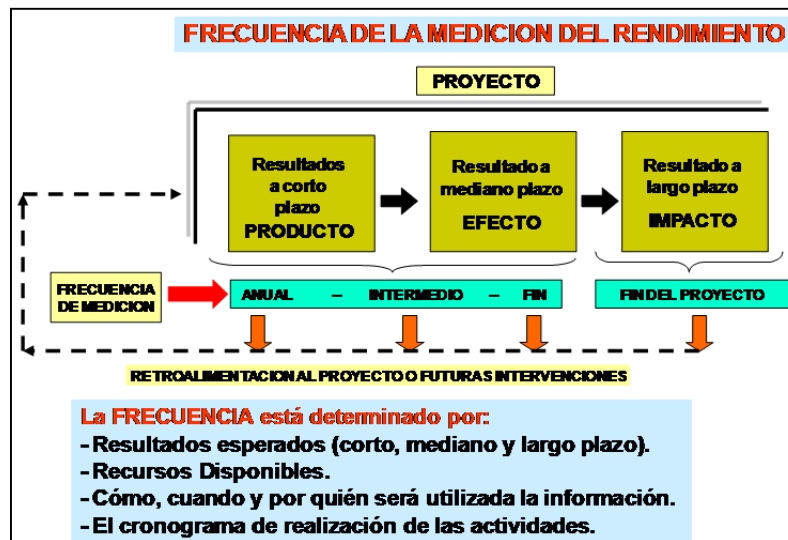 FRECUENCIA DE LA MEDICION DEL RENDIMIENTO
PROYECTO
Resultados
a corto
plazo
PRODUCTO
Resultado a
mediano plazo
EFECTO
Resultado a
largo plazo
IMPACTO
FRECUENCIA
DE MEDICION
ANUAL – INTERMEDIO – FIN
FIN DEL PROYECTO
RETROALIMENTACION AL PROYECTO O FUTURAS INTERVENCIONES
La FRECUENCIA está determinado por:
- Resultados esperados (corto, mediano y largo plazo).
- Recursos Disponibles.
- Cómo, cuando y por quién será utilizada la información.
- El cronograma de realización de las actividades.